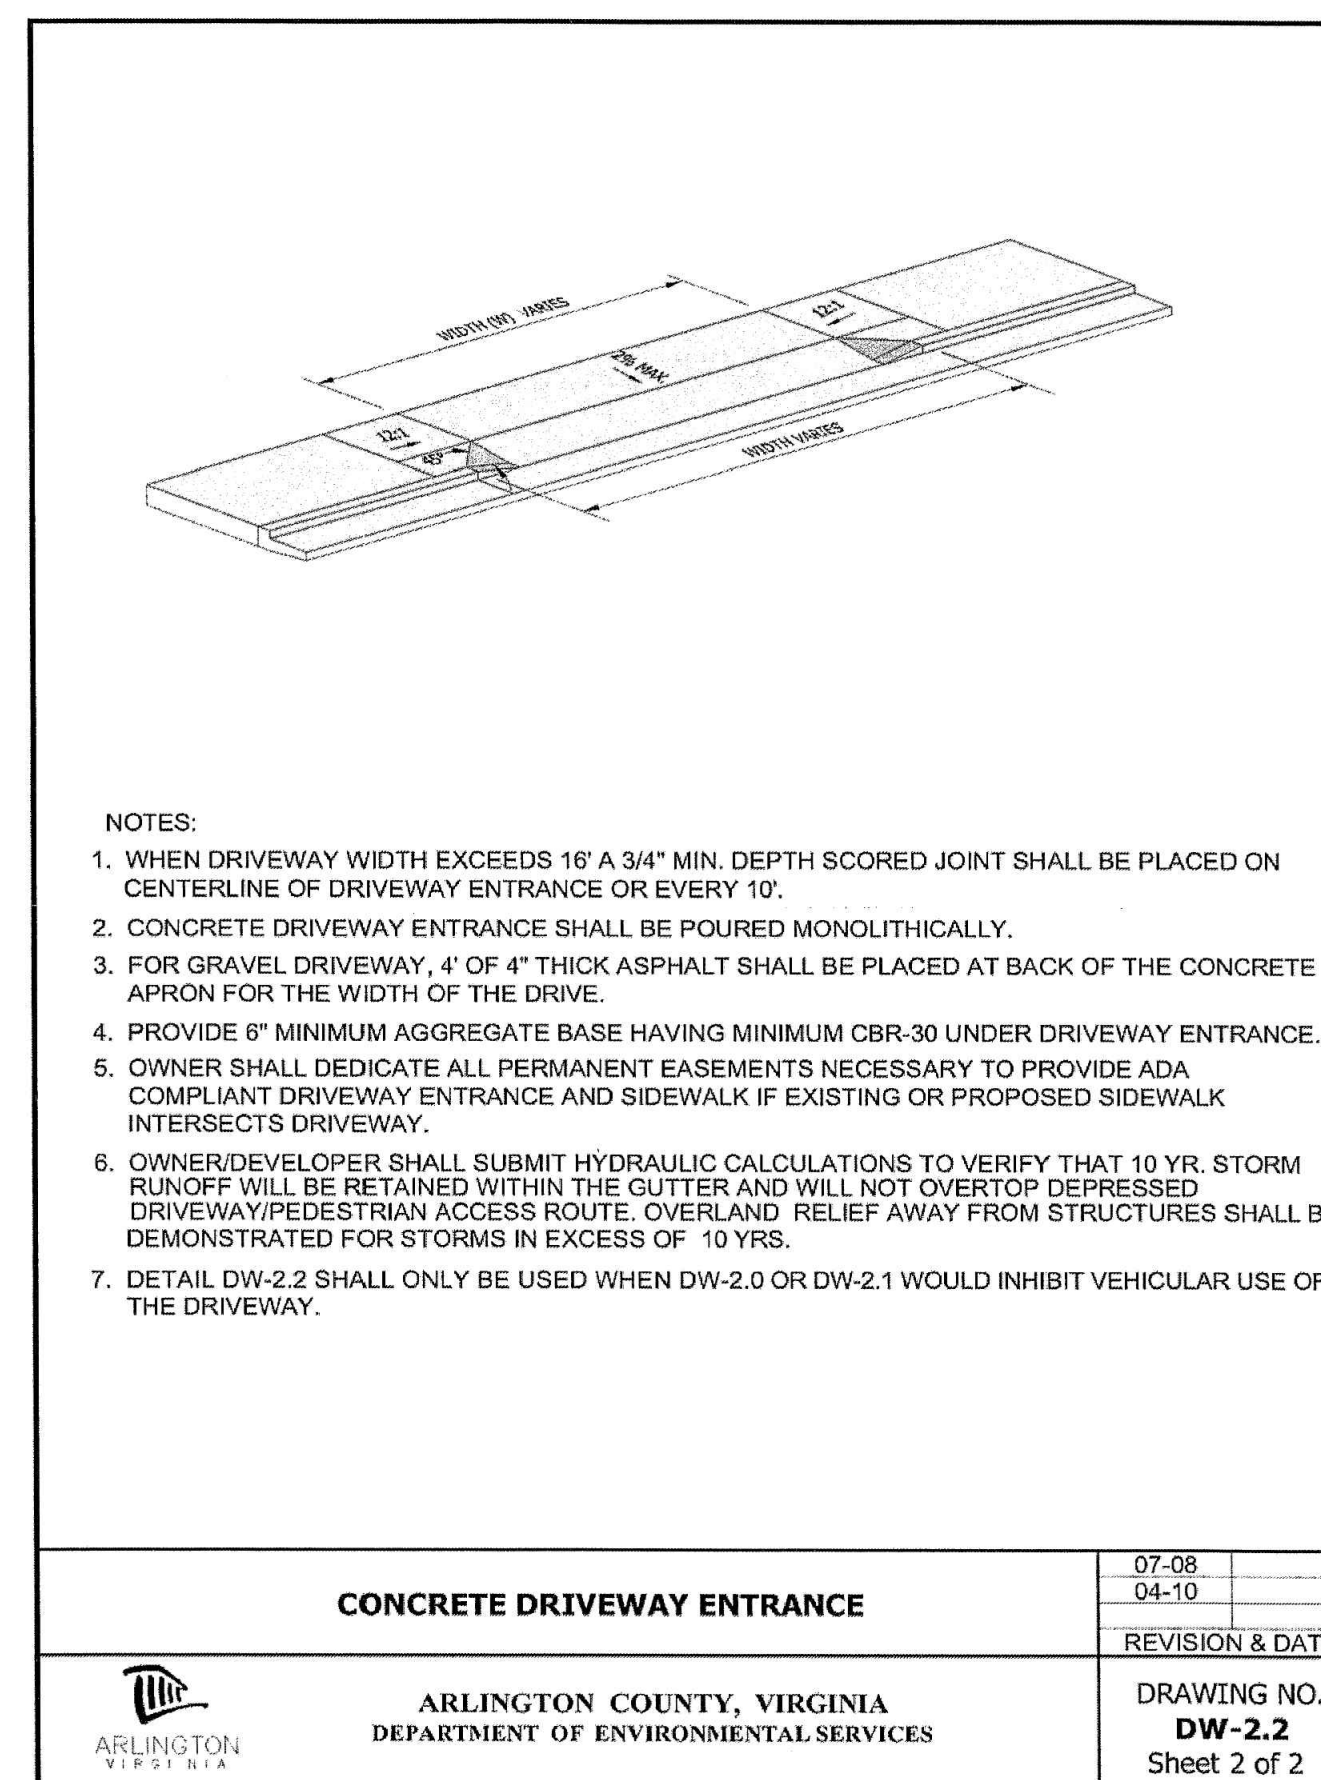 WIDTH (W) VARIES
12:1
2% MAX.
12:1
45°
WIDTH VARIES
NOTES:
1. WHEN DRIVEWAY WIDTH EXCEEDS 16' A 3/4" MIN. DEPTH SCORED JOINT SHALL BE PLACED ON
CENTERLINE OF DRIVEWAY ENTRANCE OR EVERY 10'.
2. CONCRETE DRIVEWAY ENTRANCE SHALL BE POURED MONOLITHICALLY.
3. FOR GRAVEL DRIVEWAY, 4' OF 4" THICK ASPHALT SHALL BE PLACED AT BACK OF THE CONCRETE
APRON FOR THE WIDTH OF THE DRIVE.
4. PROVIDE 6" MINIMUM AGGREGATE BASE HAVING MINIMUM CBR-30 UNDER DRIVEWAY ENTRANCE.
5. OWNER SHALL DEDICATE ALL PERMANENT EASEMENTS NECESSARY TO PROVIDE ADA
COMPLIANT DRIVEWAY ENTRANCE AND SIDEWALK IF EXISTING OR PROPOSED SIDEWALK
INTERSECTS DRIVEWAY.
6. OWNER/DEVELOPER SHALL SUBMIT HYDRAULIC CALCULATIONS TO VERIFY THAT 10 YR. STORM
RUNOFF WILL BE RETAINED WITHIN THE GUTTER AND WILL NOT OVERTOP DEPRESSED
DRIVEWAY/PEDESTRIAN ACCESS ROUTE. OVERLAND RELIEF AWAY FROM STRUCTURES SHALL B
DEMONSTRATED FOR STORMS IN EXCESS OF 10 YRS.
7. DETAIL DW-2.2 SHALL ONLY BE USED WHEN DW-2.0 OR DW-2.1 WOULD INHIBIT VEHICULAR USE OF
THE DRIVEWAY.
CONCRETE DRIVEWAY ENTRANCE
07-08
04-10
REVISION & DAT
ARLINGTON
VIRGINIA
ARLINGTON COUNTY, VIRGINIA
DEPARTMENT OF ENVIRONMENTAL SERVICES
DRAWING NO.
DW-2.2
Sheet 2 of 2